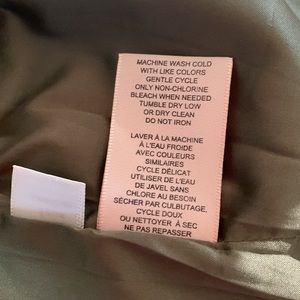 MACHINE WASH COLD
WITH LIKE COLORS
GENTLE CYCLE
ONLY NON-CHLORINE
BLEACH WHEN NEEDED
TUMBLE DRY LOW
OR DRY CLEAN
DO NOT IRON
LAVER À LA MACHINE
À L'EAU FROIDE
AVEC COULEURS
SIMILAIRES
CYCLE DÉLICAT
UTILISER DE L'EAU
DE JAVEL SANS
CHLORE AU BESOIN
SÉCHER PAR CULBUTAGE,
CYCLE DOUX
OU NETTOYER À SEC
NE PAS REPASSER